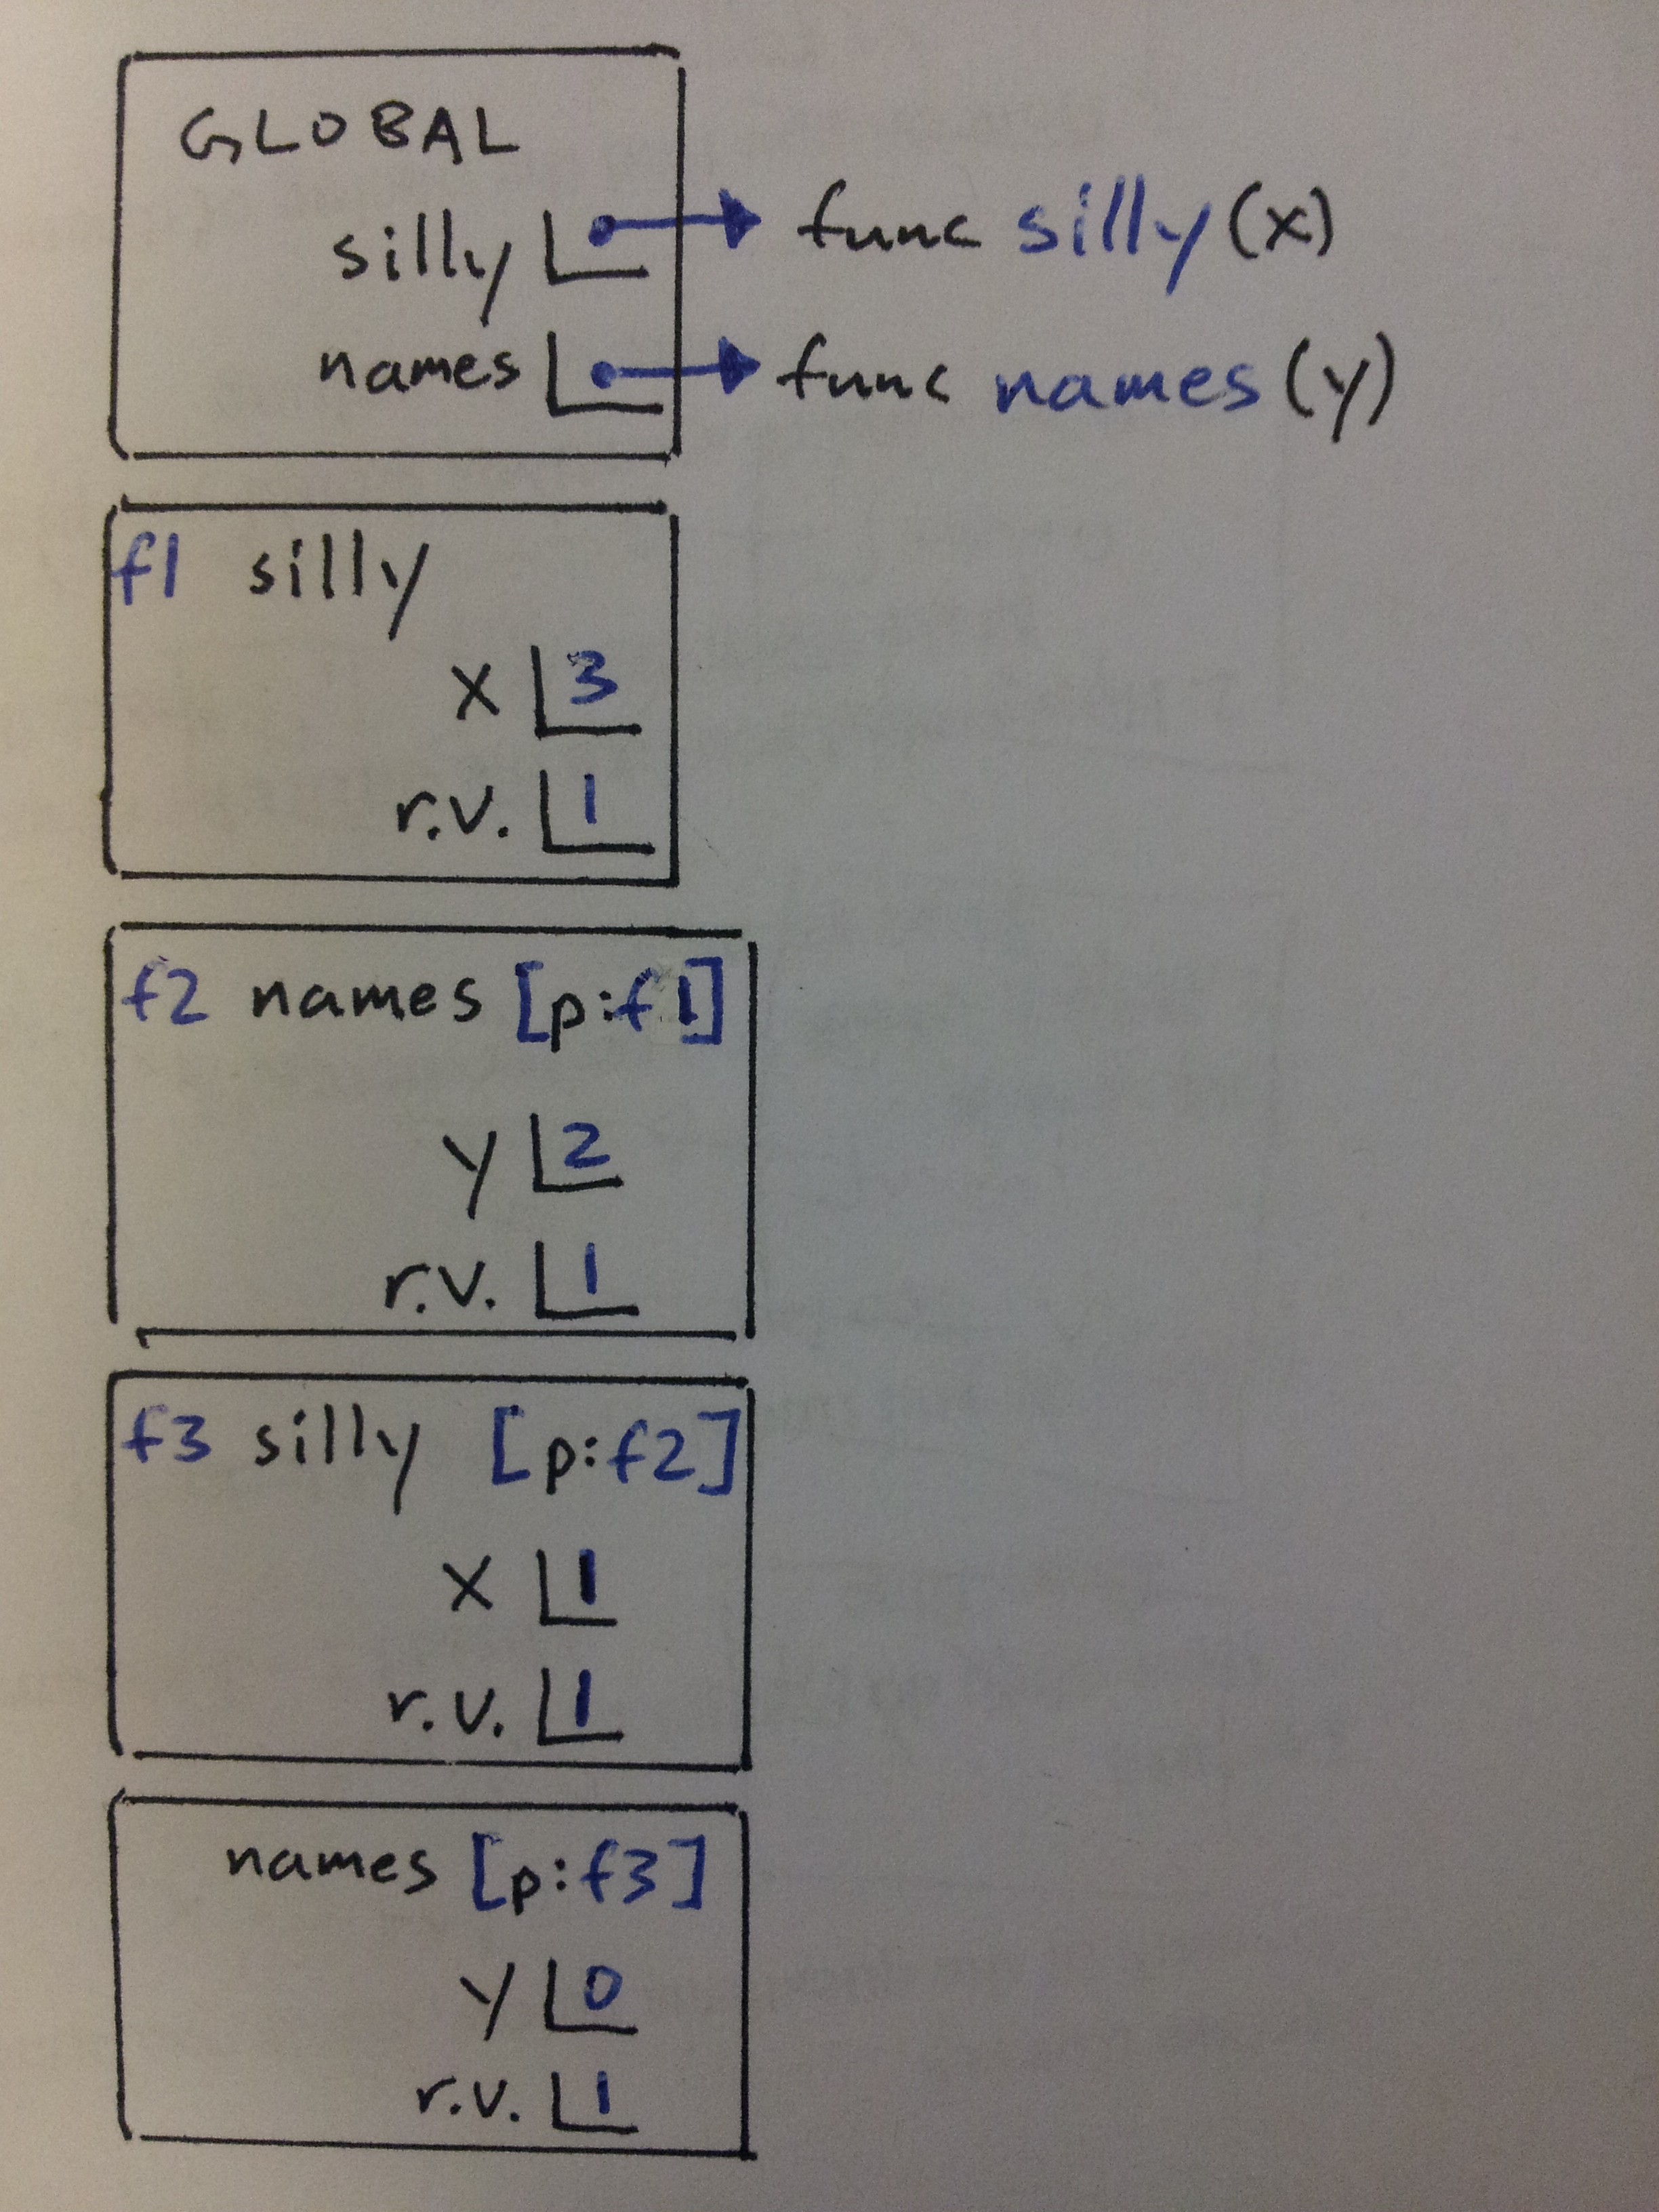 GLOBAL
silly func silly (x)
names func names (y)
f1 silly
x 3
r.v. 1
f2 names [p:f1]
y 2
r.v. 1
f3 silly [p:f2]
x 1
r.v. 1
names [p:f3]
y 0
r.v. 1